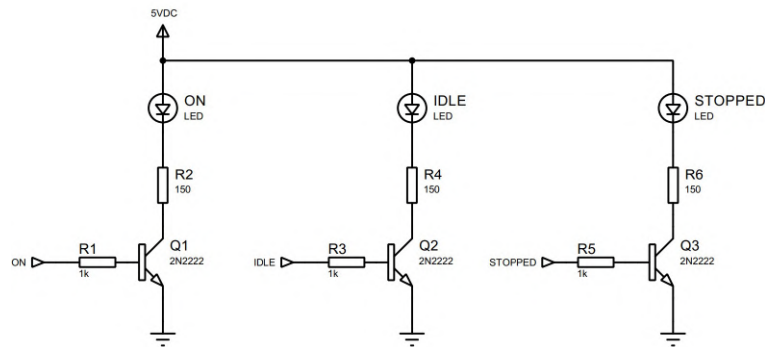 5VDC
ON
LED
IDLE
LED
STOPPED
LED
R2
150
R4
150
R6
150
R1
1k
Q1
2N2222
ON
R3
1k
Q2
2N2222
IDLE
R5
1k
Q3
2N2222
STOPPED